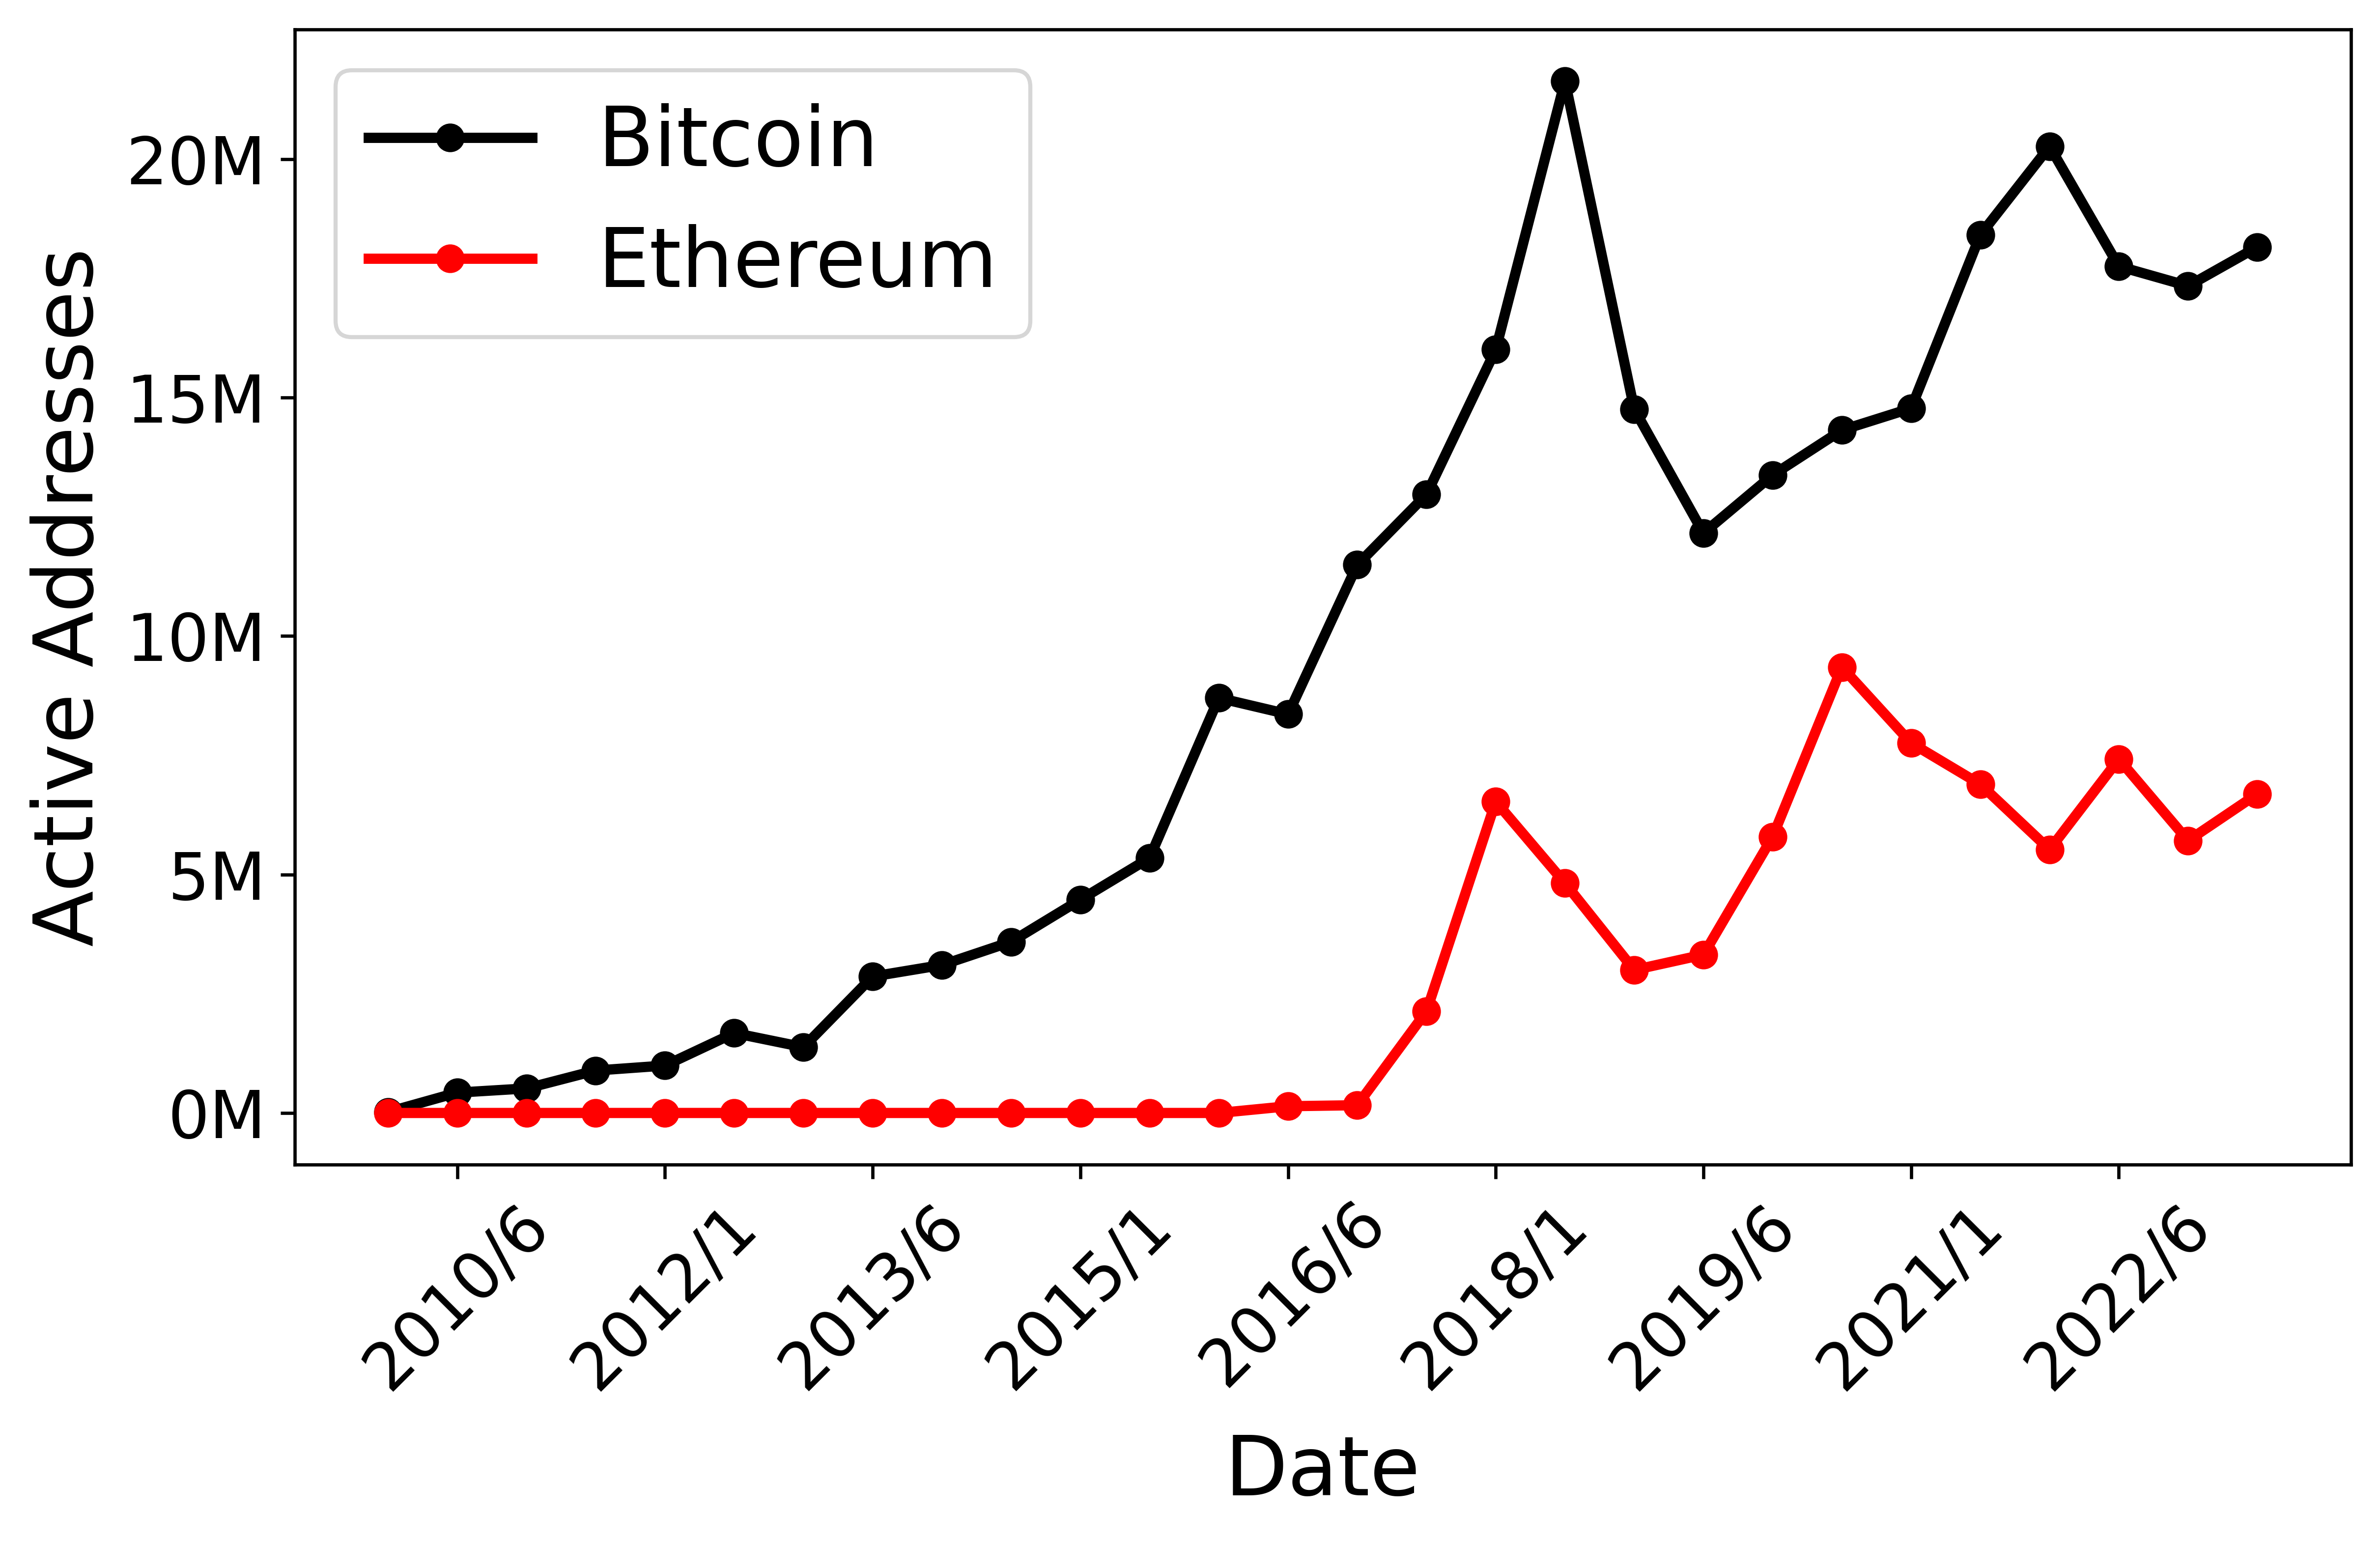 Bitcoin
Ethereum
Active Addresses
20M
15M
10M
5M
0M
2010/6
2012/1
2013/6
2015/1
2016/6
2018/1
2019/6
2021/1
2022/6
Date